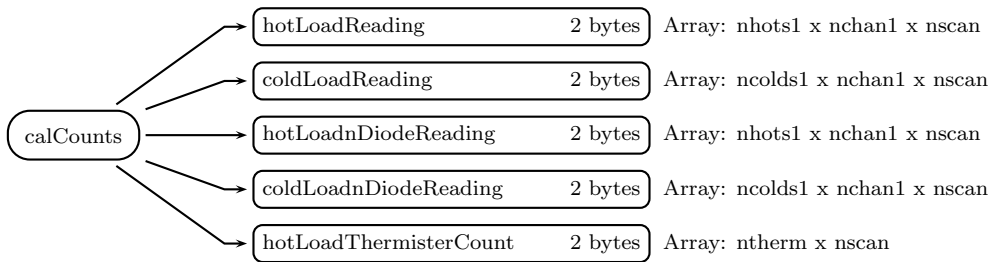 hotLoadReading 2 bytes Array: nhots1 x nchan1 x nscan
coldLoadReading 2 bytes Array: ncolds1 x nchan1 x nscan
calCounts hotLoadnDiodeReading 2 bytes Array: nhots1 x nchan1 x nscan
coldLoadnDiodeReading 2 bytes Array: ncolds1 x nchan1 x nscan
hotLoadThermisterCount 2 bytes Array: ntherm x nscan